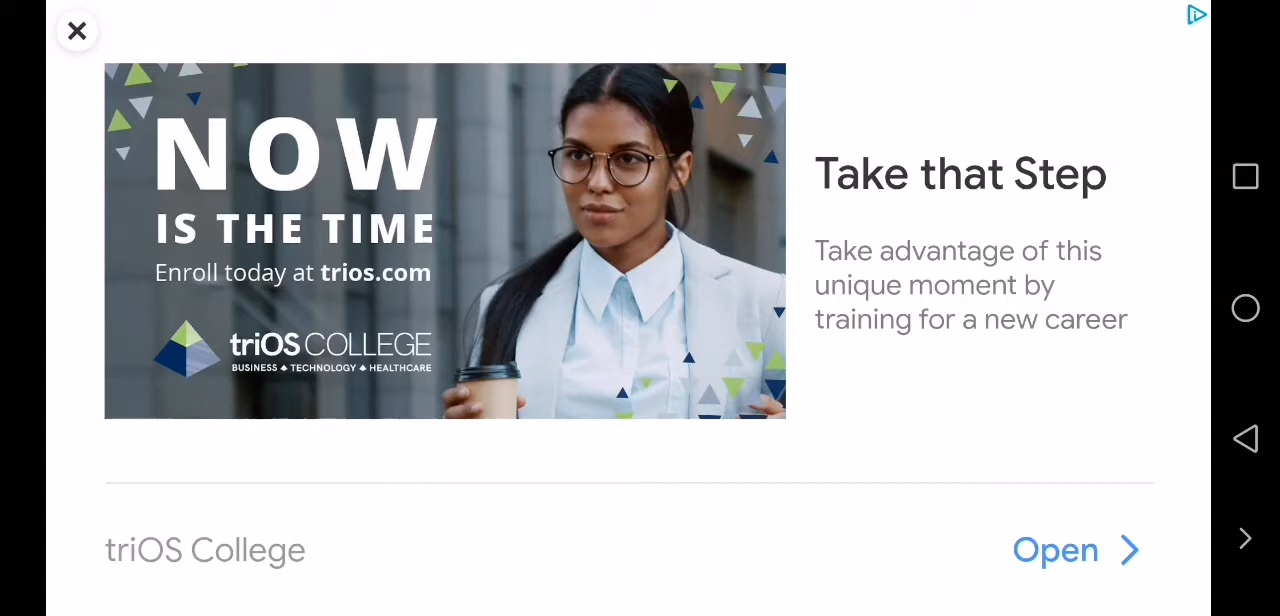 NOW
IS THE TIME
Enroll today at trios.com
triOS COLLEGE
BUSINESS ♦ TECHNOLOGY ♦ HEALTHCARE
Take that Step
Take advantage of this
unique moment by
training for a new career
triOS College
Open